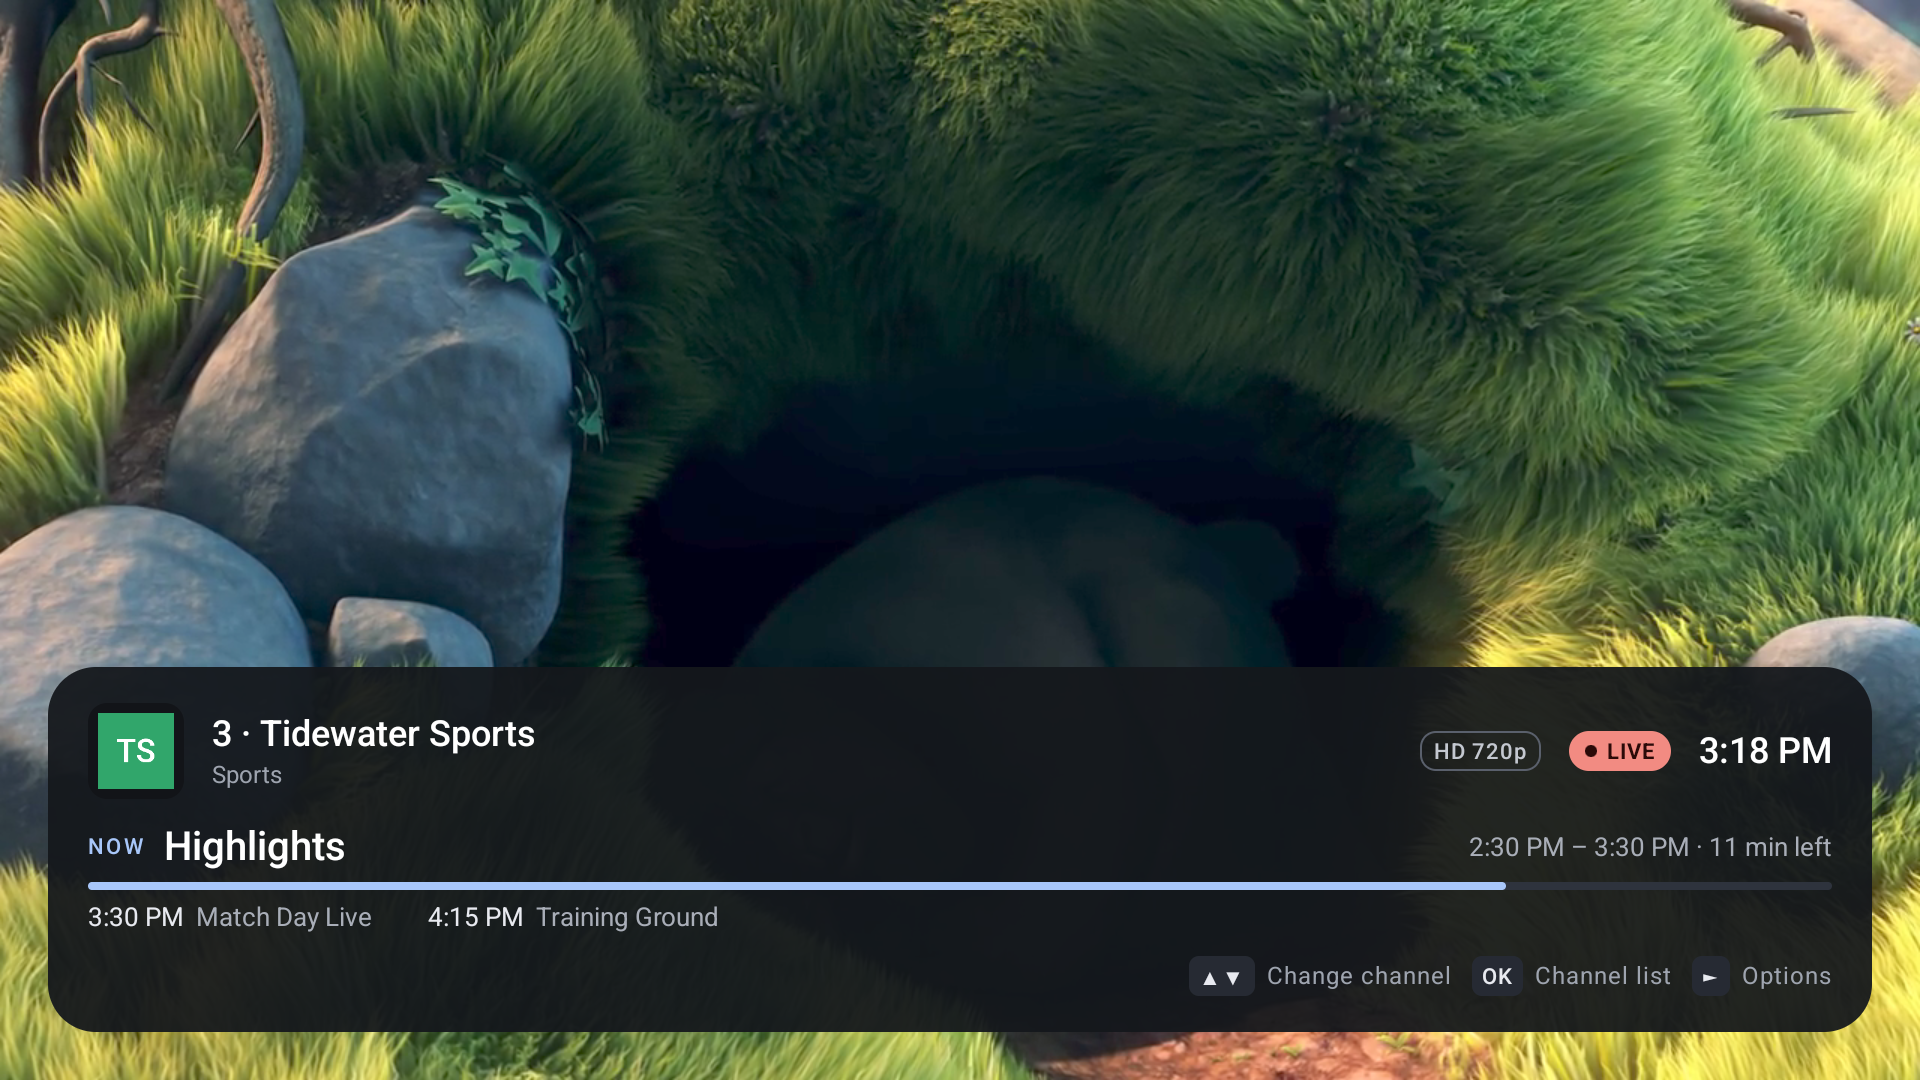 TS
3 · Tidewater Sports
Sports
HD 720p
LIVE
3:18 PM
NOW Highlights
2:30 PM – 3:30 PM · 11 min left
3:30 PM Match Day Live 4:15 PM Training Ground
▲ ▼ Change channel OK Channel list ► Options